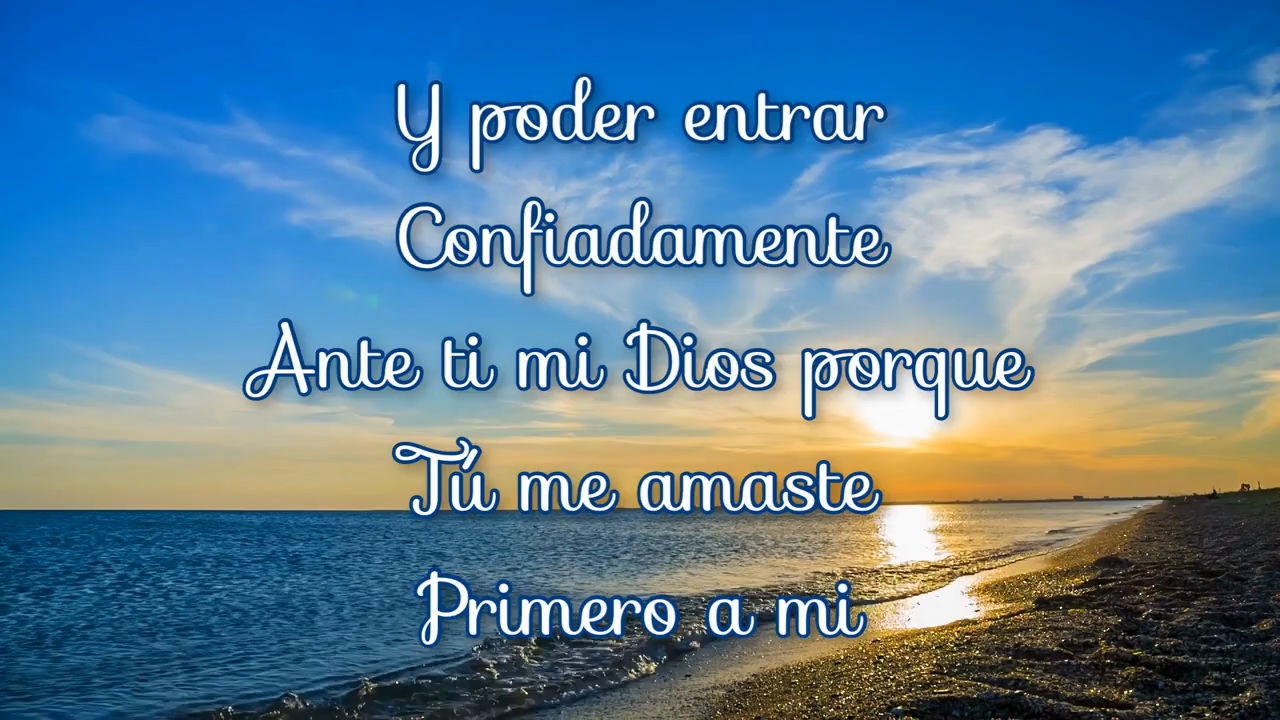 Y poder entrar
Confiadamente
Ante ti mi Dios porque
Tú me amaste
Primero a mi